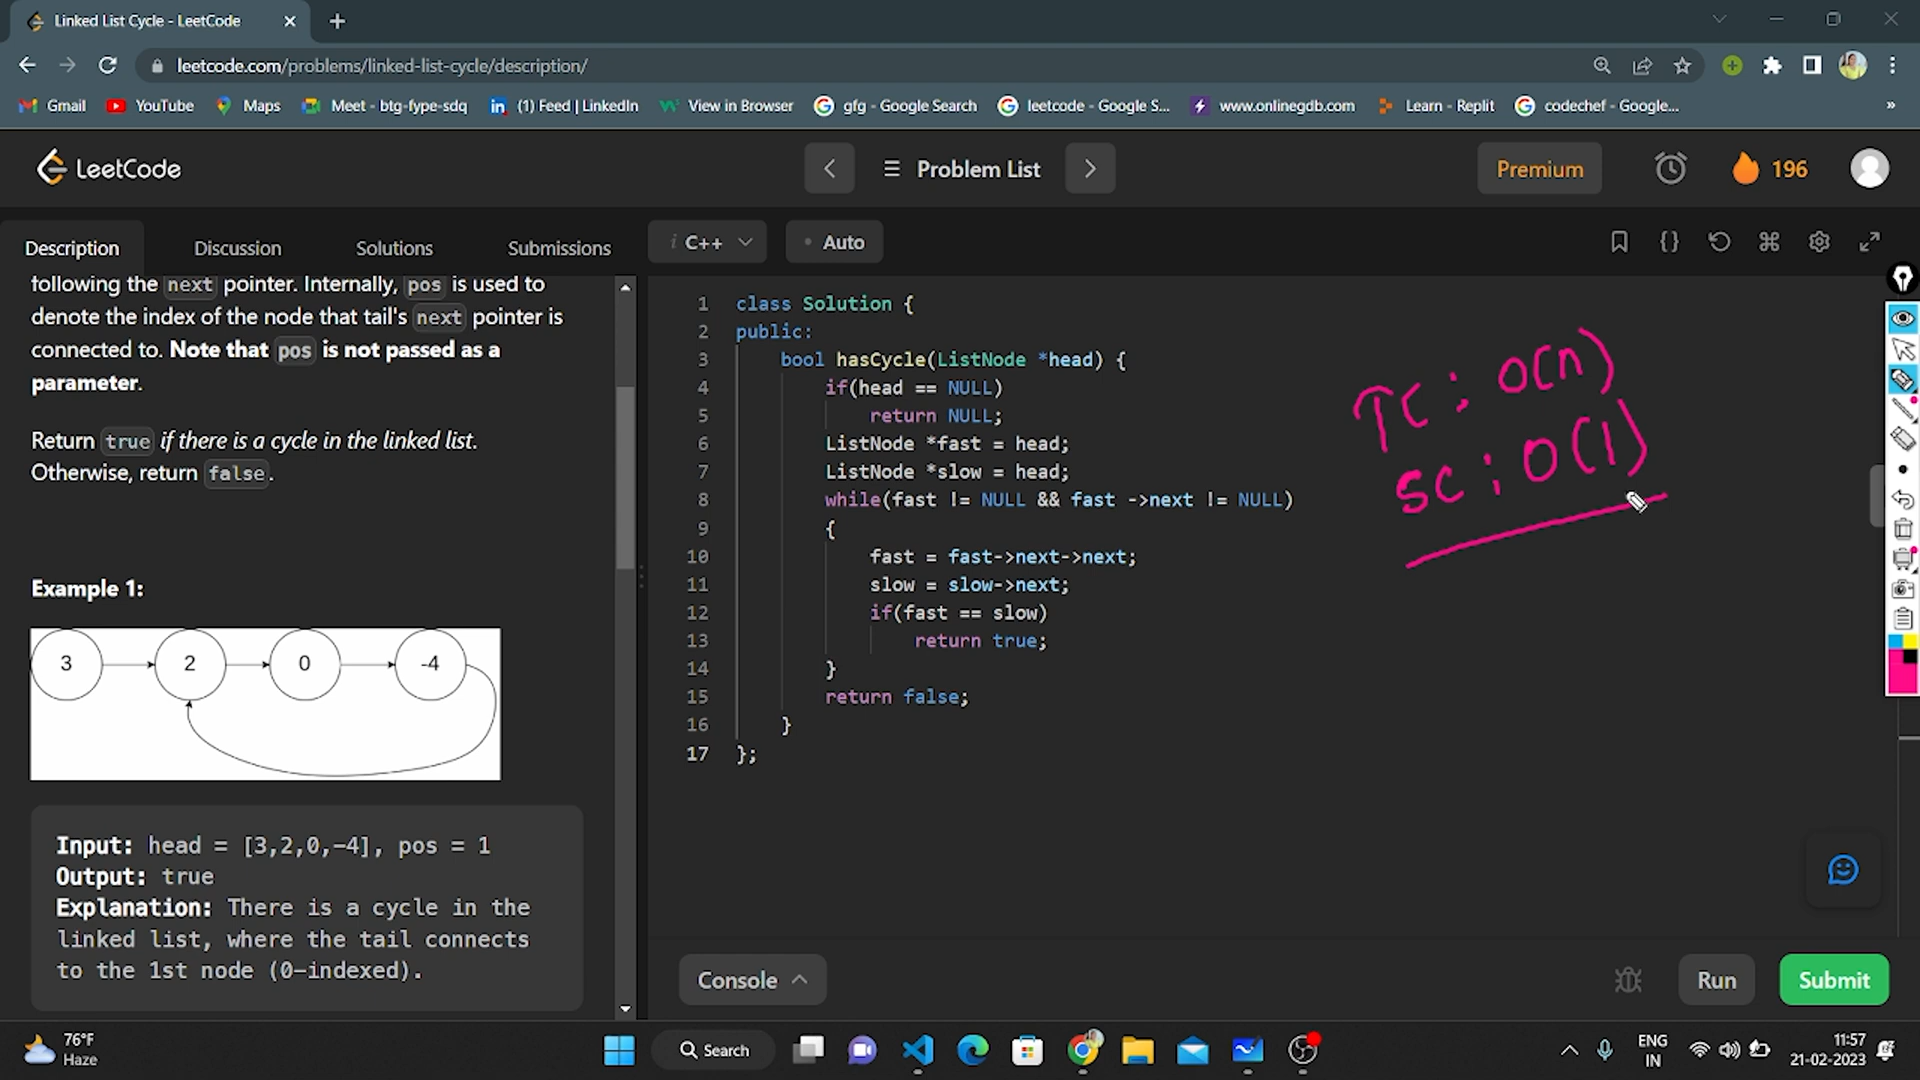 Linked List Cycle - LeetCode
leetcode.com/problems/linked-list-cycle/description/
Gmail YouTube Maps Meet - btg-fype-sdq (1) Feed | LinkedIn View in Browser gfg - Google Search leetcode - Google S... www.onlinegdb.com Learn - Replit codechef - Google... »
LeetCode Problem List Premium 196
Description Discussion Solutions Submissions
i C++ Auto
following the next pointer. Internally, pos is used to
denote the index of the node that tail's next pointer is
connected to. Note that pos is not passed as a
parameter.
Return true if there is a cycle in the linked list.
Otherwise, return false.
Example 1:
3 2 0 -4
Input: head = [3,2,0,-4], pos = 1
Output: true
Explanation: There is a cycle in the
linked list, where the tail connects
to the 1st node (0-indexed).
1 class Solution {
2 public:
3 bool hasCycle(ListNode *head) {
4 if(head == NULL)
5 return NULL;
6 ListNode *fast = head;
7 ListNode *slow = head;
8 while(fast != NULL && fast ->next != NULL)
9 {
10 fast = fast->next->next;
11 slow = slow->next;
12 if(fast == slow)
13 return true;
14 }
15 return false;
16 }
17 };
TC : O(n)
SC : O(1)
Console Run Submit
76°F
Haze
Search
ENG
IN
11:57
21-02-2023